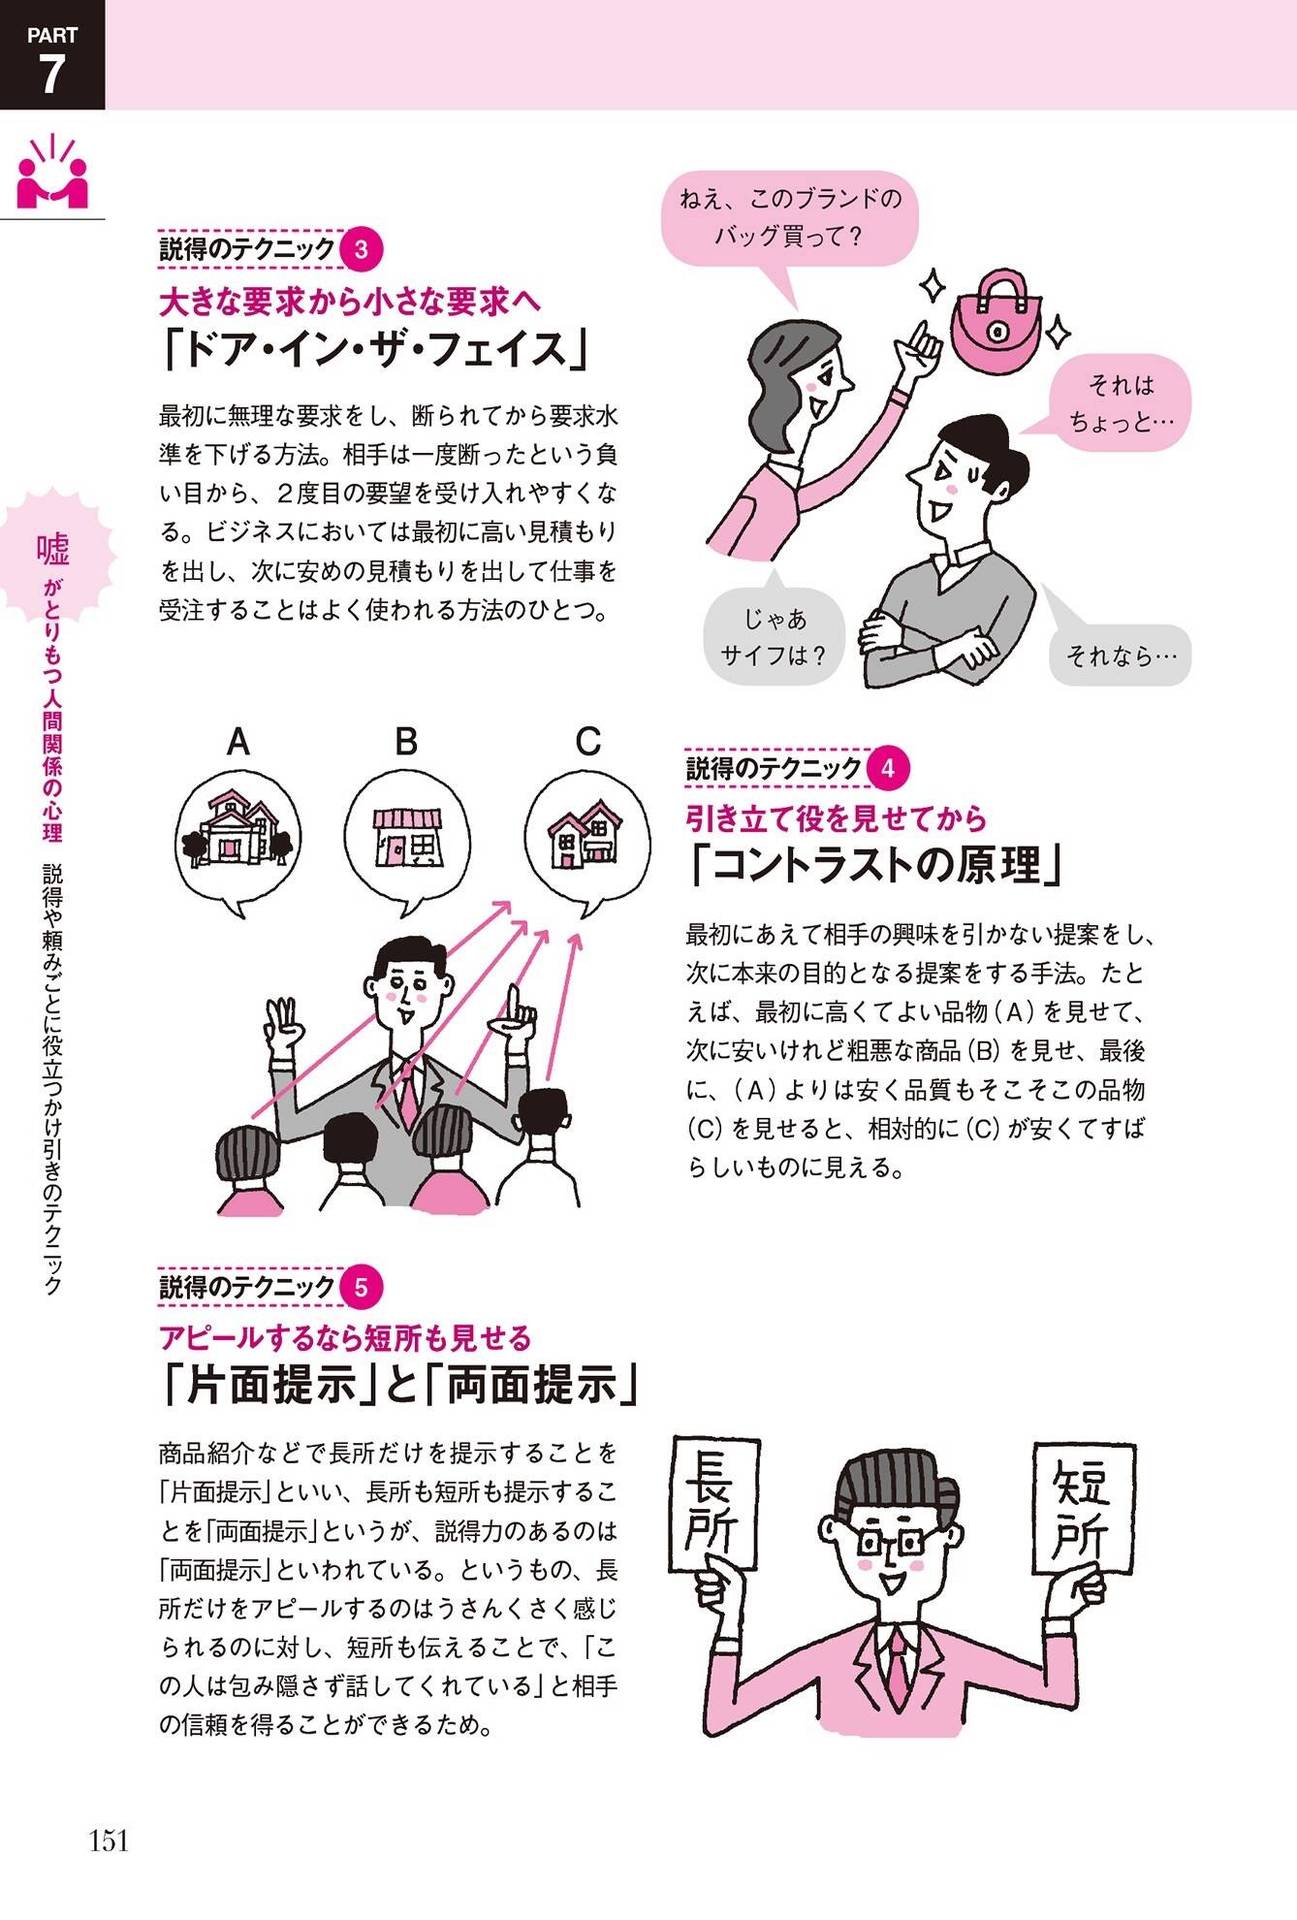 PART
7
嘘がとりもつ人間関係の心理 説得や頼みごとに役立つかけ引きのテクニック
説得のテクニック 3
大きな要求から小さな要求へ
「ドア・イン・ザ・フェイス」
最初に無理な要求をし、断られてから要求水
準を下げる方法。相手は一度断ったという負
い目から、２度目の要望を受け入れやすくな
る。ビジネスにおいては最初に高い見積もり
を出し、次に安めの見積もりを出して仕事を
受注することはよく使われる方法のひとつ。
ねえ、このブランドの
バッグ買って？
それは
ちょっと…
じゃあ
サイフは？
それなら…
A
B
C
説得のテクニック 4
引き立て役を見せてから
「コントラストの原理」
最初にあえて相手の興味を引かない提案をし、
次に本来の目的となる提案をする手法。たと
えば、最初に高くてよい品物（A）を見せて、
次に安いけれど粗悪な商品（B）を見せ、最後
に、（A）よりは安く品質もそこそこの品物
（C）を見せると、相対的に（C）が安くてすば
らしいものに見える。
説得のテクニック 5
アピールするなら短所も見せる
「片面提示」と「両面提示」
商品紹介などで長所だけを提示することを
「片面提示」といい、長所も短所も提示するこ
とを「両面提示」というが、説得力のあるのは
「両面提示」といわれている。というもの、長
所だけをアピールするのはうさんくさく感じ
られるのに対し、短所も伝えることで、「こ
の人は包み隠さず話してくれている」と相手
の信頼を得ることができるため。
長所
短所
151